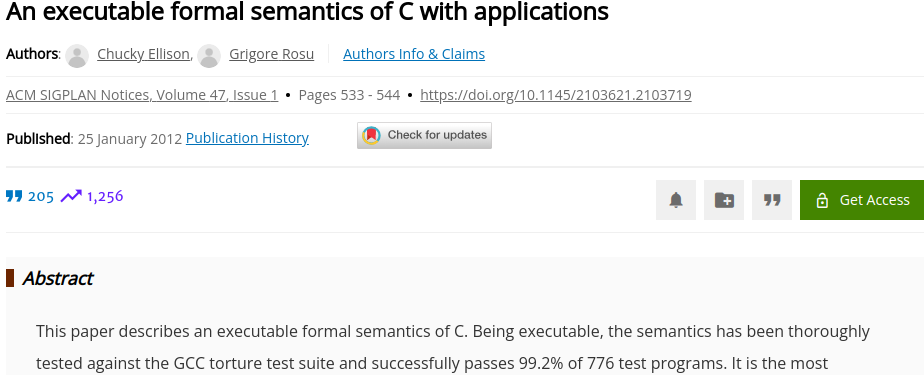 An executable formal semantics of C with applications
Authors: Chucky Ellison, Grigore Rosu Authors Info & Claims
ACM SIGPLAN Notices, Volume 47, Issue 1 • Pages 533 - 544 • https://doi.org/10.1145/2103621.2103719
Published: 25 January 2012 Publication History Check for updates
205 1,256 Get Access
Abstract
This paper describes an executable formal semantics of C. Being executable, the semantics has been thoroughly
tested against the GCC torture test suite and successfully passes 99.2% of 776 test programs. It is the most